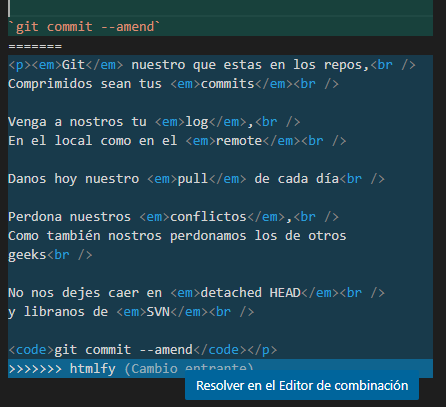 `git commit --amend`
=======
<p><em>Git</em> nuestro que estas en los repos,<br />
Comprimidos sean tus <em>commits</em><br />
Venga a nostros tu <em>log</em>,<br />
En el local como en el <em>remote</em><br />
Danos hoy nuestro <em>pull</em> de cada día<br />
Perdona nuestros <em>conflictos</em>,<br />
Como también nostros perdonamos los de otros
geeks<br />
No nos dejes caer en <em>detached HEAD</em><br />
y libranos de <em>SVN</em><br />
<code>git commit --amend</code></p>
>>>>>>> htmlfy (Cambio entrante)
Resolver en el Editor de combinación